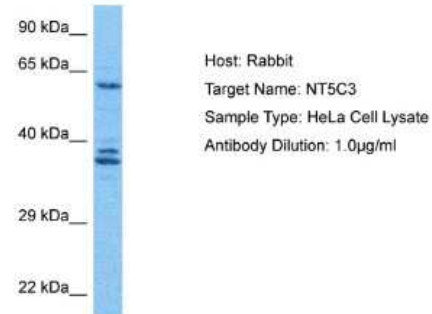 90 kDa
65 kDa
40 kDa
29 kDa
22 kDa
Host: Rabbit
Target Name: NT5C3
Sample Type: HeLa Cell Lysate
Antibody Dilution: 1.0µg/ml